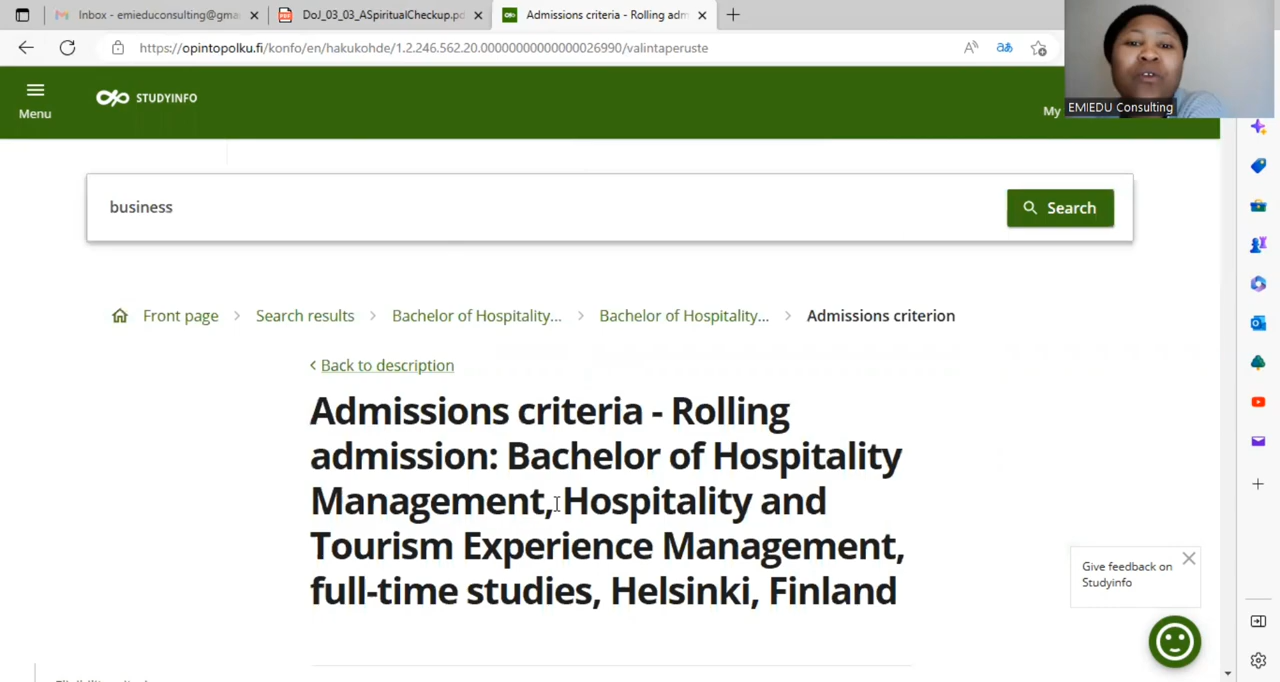 Inbox - emieduconsulting@gma
DoJ_03_03_ASpiritualCheckup.pd
Admissions criteria - Rolling adm
https://opintopolku.fi/konfo/en/hakukohde/1.2.246.562.20.00000000000000026990/valintaperuste
EMIEDU Consulting
Menu
STUDYINFO
My
business
Search
Front page
Search results
Bachelor of Hospitality...
Bachelor of Hospitality...
Admissions criterion
Back to description
Admissions criteria - Rolling
admission: Bachelor of Hospitality
Management, Hospitality and
Tourism Experience Management,
full-time studies, Helsinki, Finland
Give feedback on
Studyinfo